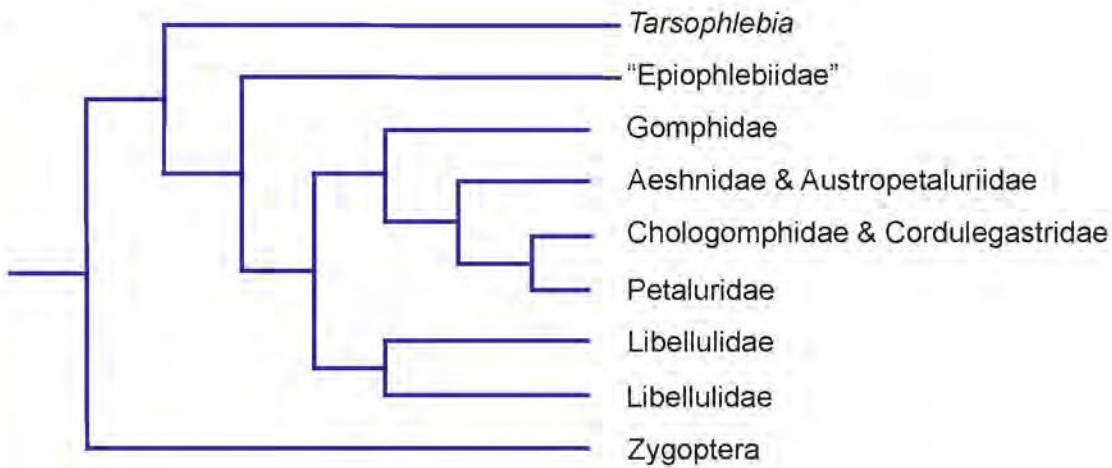 Tarsophlebia
“Epiophlebiidae”
Gomphidae
Aeshnidae & Austropetaluriidae
Chologomphidae & Cordulegastridae
Petaluridae
Libellulidae
Libellulidae
Zygoptera